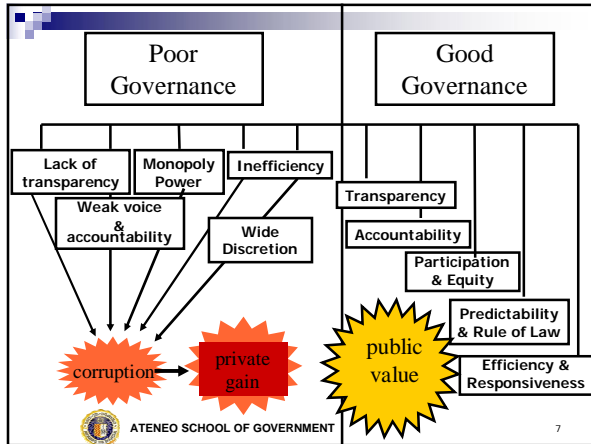 Poor
Governance
Good
Governance
Lack of
transparency
Monopoly
Power
Inefficiency
Weak voice
&
accountability
Wide
Discretion
corruption
private
gain
Transparency
Accountability
Participation
& Equity
Predictability
& Rule of Law
Efficiency &
Responsiveness
public
value
ATENEO SCHOOL OF GOVERNMENT
7